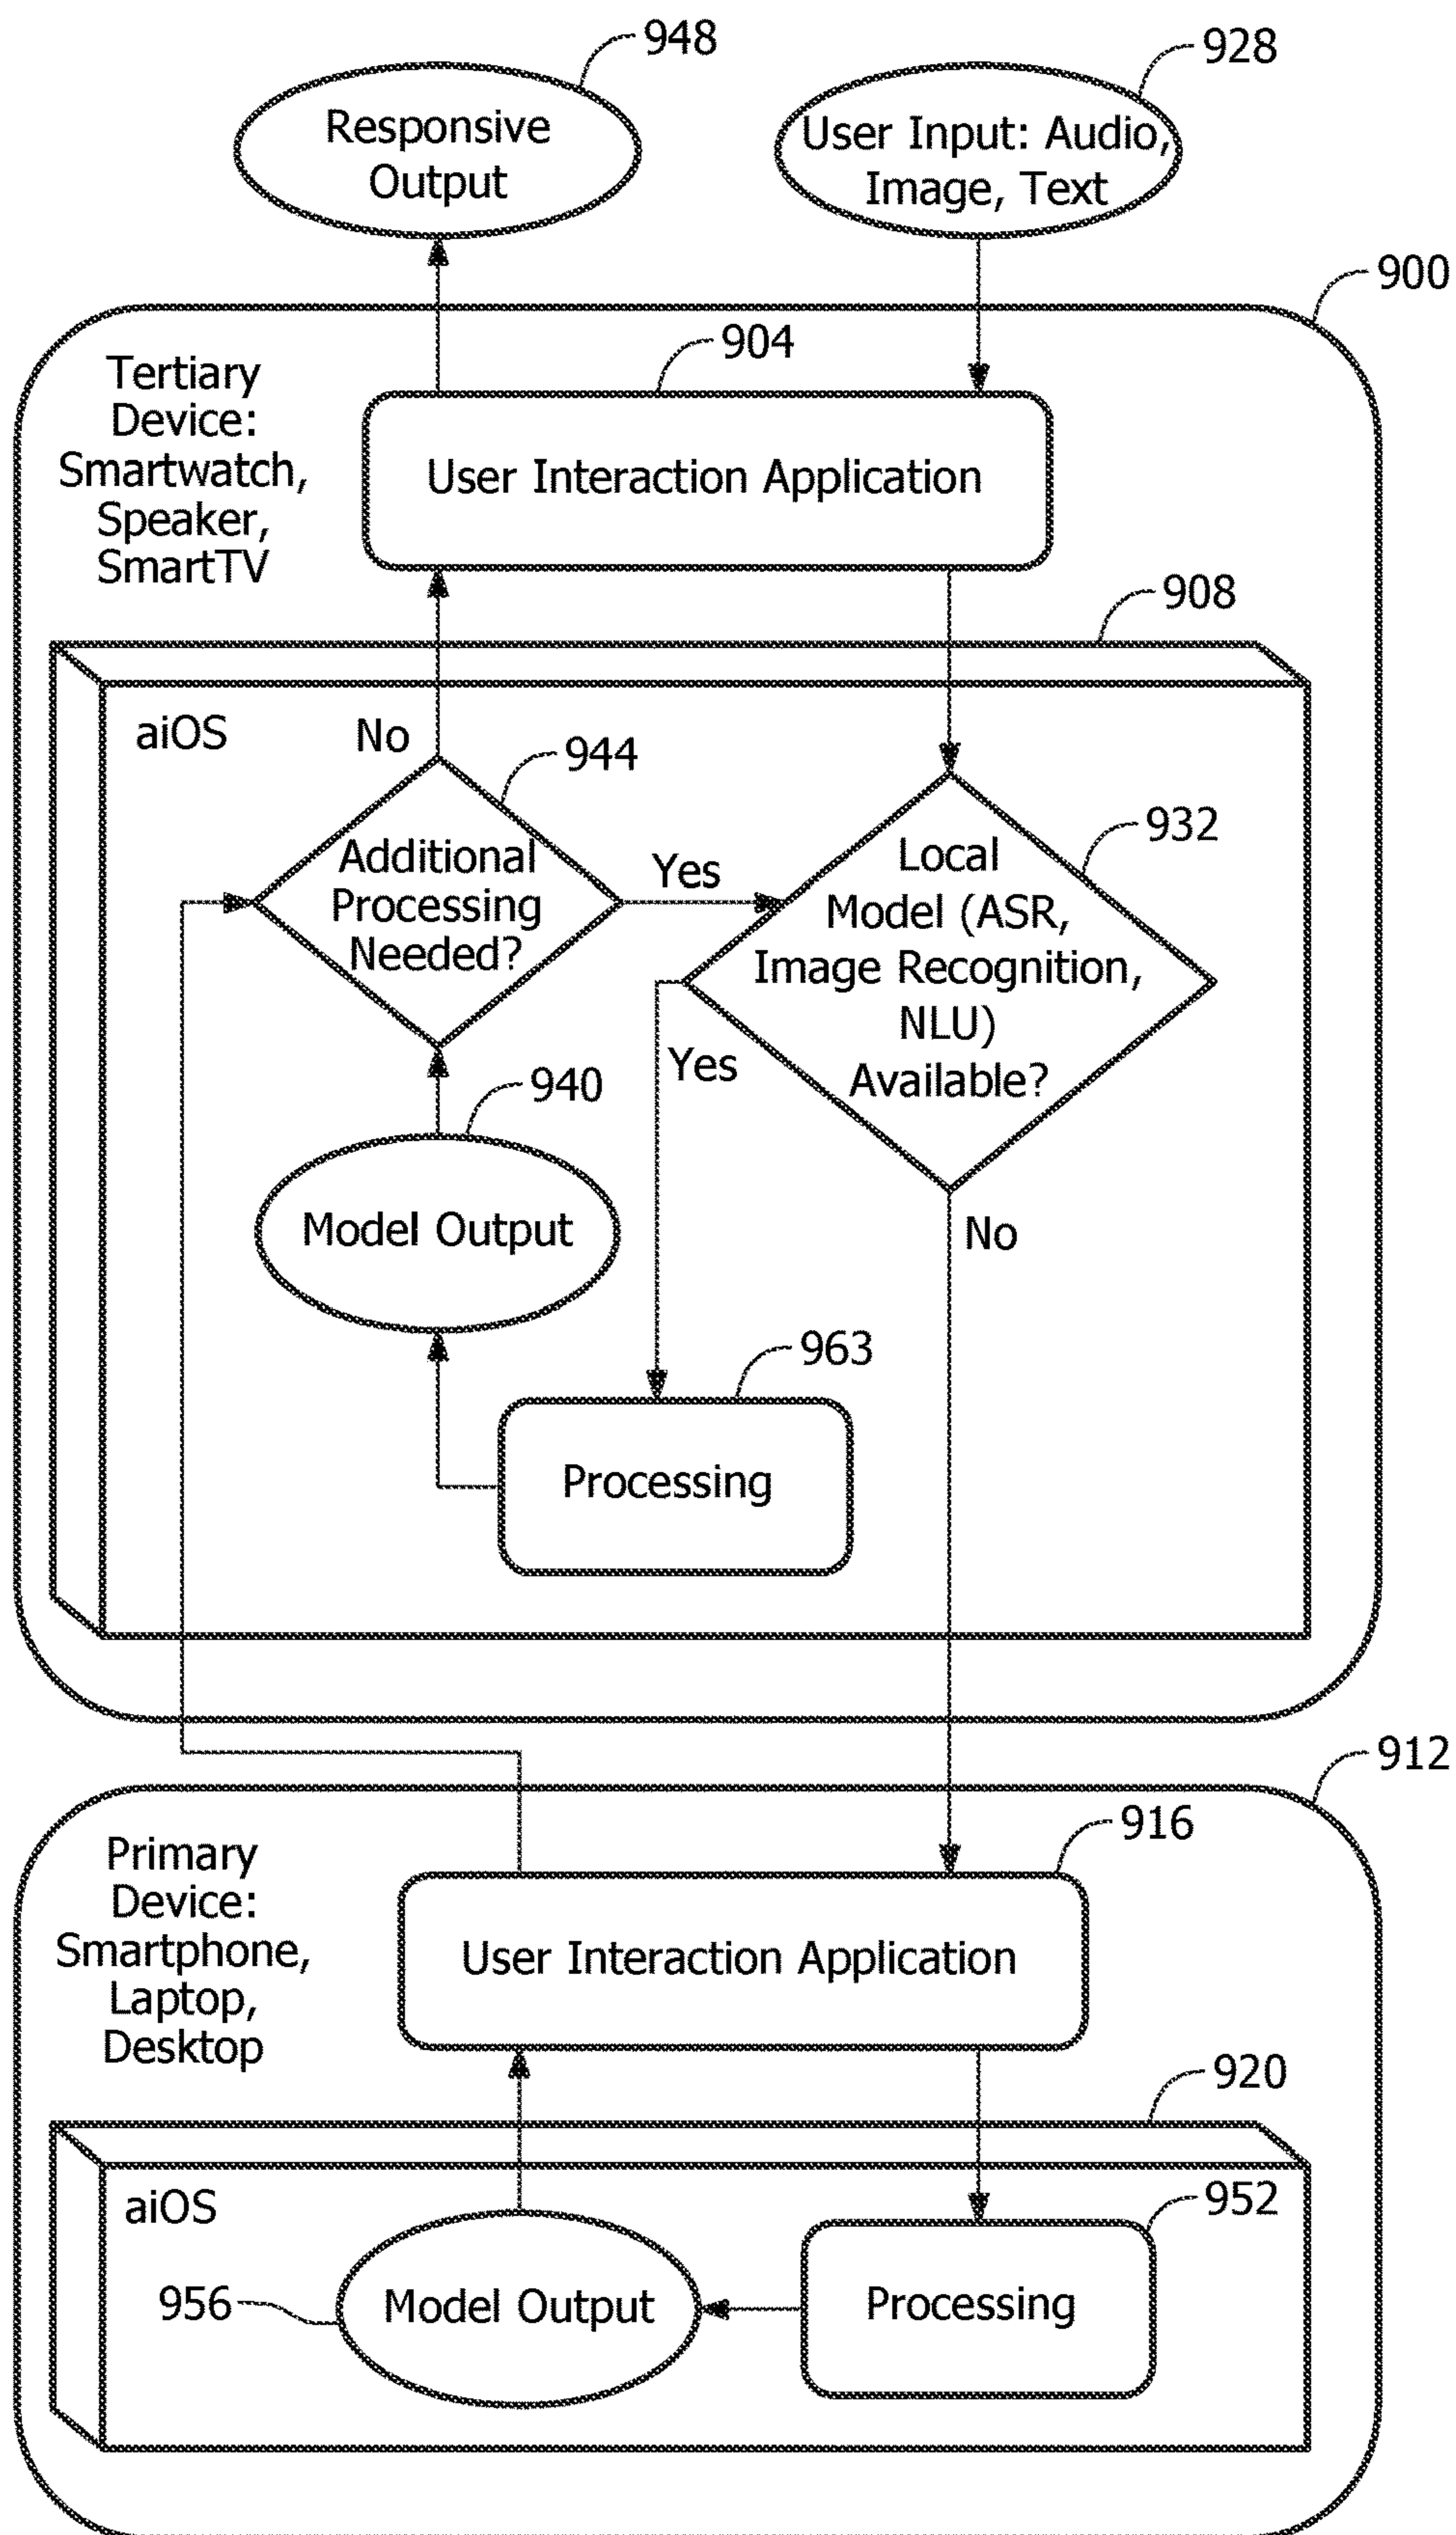 948
928
Responsive
Output
User Input: Audio,
Image, Text
900
904
Tertiary
Device:
Smartwatch,
Speaker,
SmartTV
User Interaction Application
908
aiOS
No
944
932
Additional
Processing
Needed?
Yes
Local
Model (ASR,
Image Recognition,
NLU)
Available?
Yes
940
Model Output
No
963
Processing
912
916
Primary
Device:
Smartphone,
Laptop,
Desktop
User Interaction Application
920
aiOS
952
956
Model Output
Processing